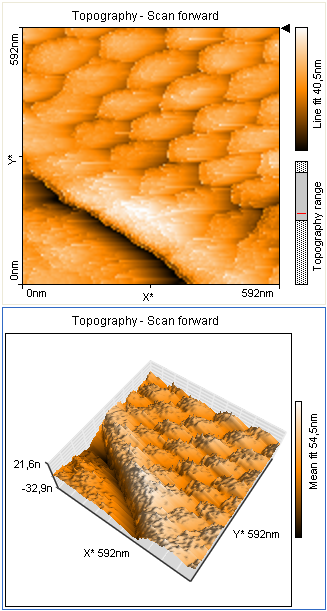 Topography - Scan forward
592nm
Y*
0nm
0nm
X*
592nm
Line fit 40,5nm
Topography range
Topography - Scan forward
21,6n
-32,9n
X* 592nm
Y* 592nm
Mean fit 54,5nm